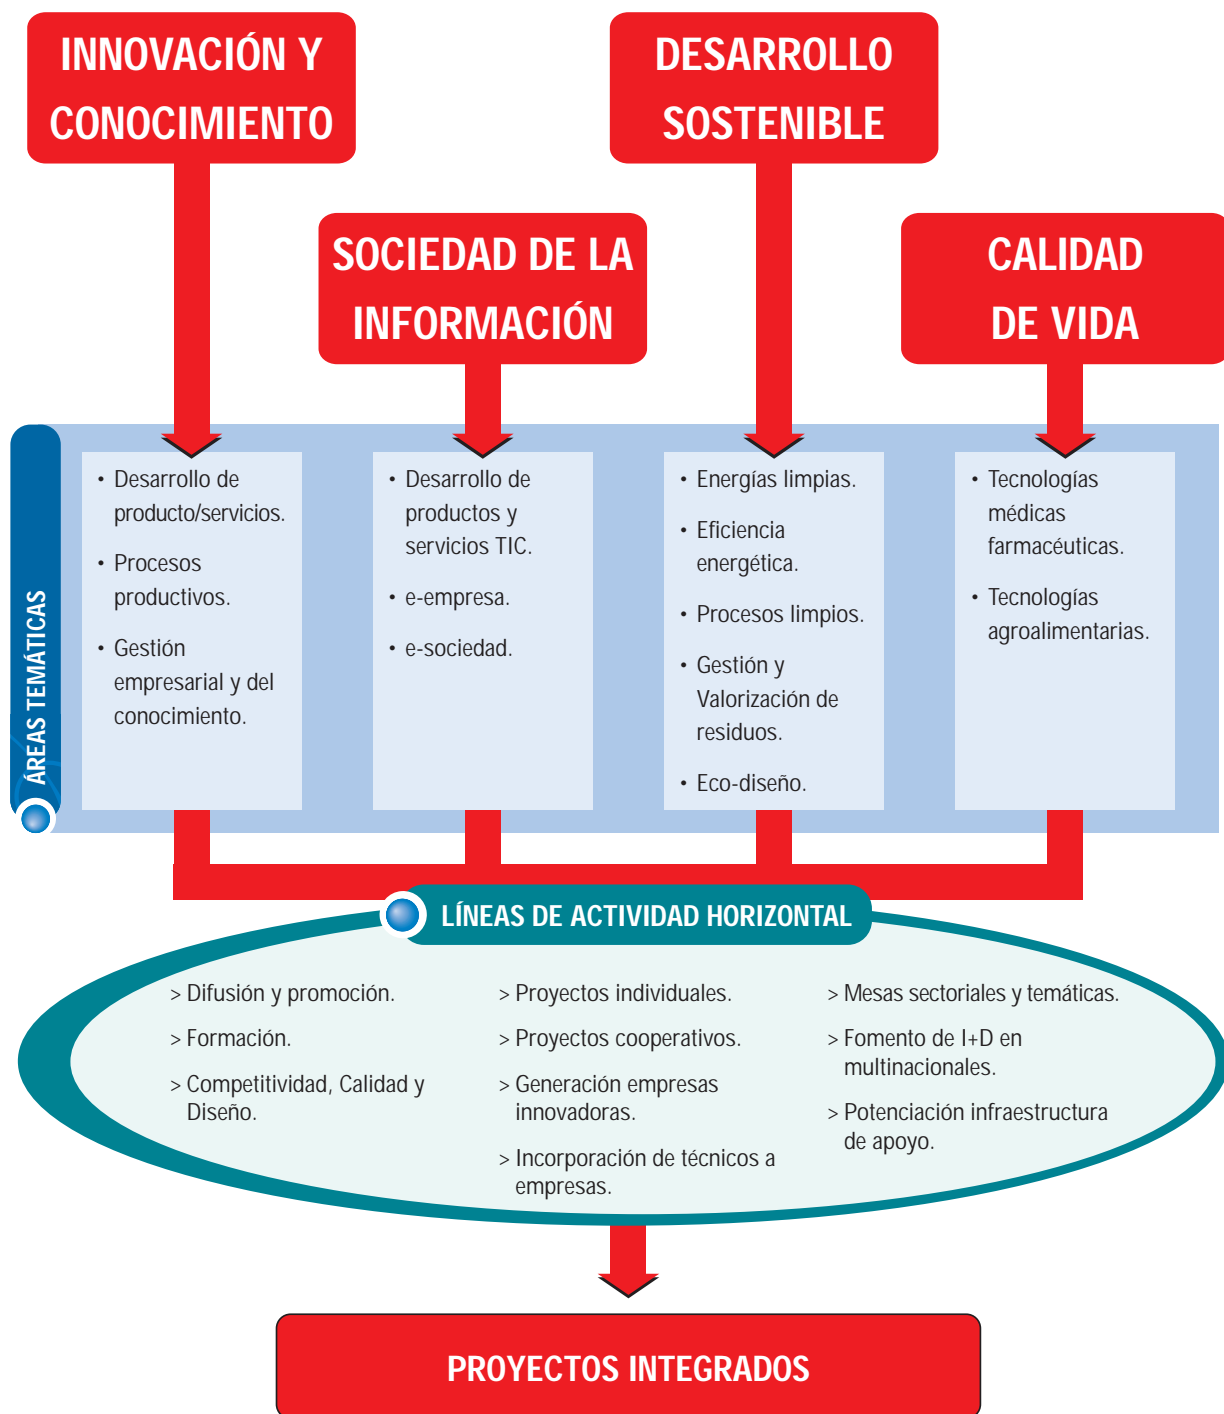 INNOVACIÓN Y
CONOCIMIENTO
DESARROLLO
SOSTENIBLE
SOCIEDAD DE LA
INFORMACIÓN
CALIDAD
DE VIDA
ÁREAS TEMÁTICAS
• Desarrollo de
producto/servicios.
• Procesos
productivos.
• Gestión
empresarial y del
conocimiento.
• Desarrollo de
productos y
servicios TIC.
• e-empresa.
• e-sociedad.
• Energías limpias.
• Eficiencia
energética.
• Procesos limpios.
• Gestión y
Valorización de
residuos.
• Eco-diseño.
• Tecnologías
médicas
farmacéuticas.
• Tecnologías
agroalimentarias.
LÍNEAS DE ACTIVIDAD HORIZONTAL
> Difusión y promoción.
> Formación.
> Competitividad, Calidad y
Diseño.
> Proyectos individuales.
> Proyectos cooperativos.
> Generación empresas
innovadoras.
> Incorporación de técnicos a
empresas.
> Mesas sectoriales y temáticas.
> Fomento de I+D en
multinacionales.
> Potenciación infraestructura
de apoyo.
PROYECTOS INTEGRADOS